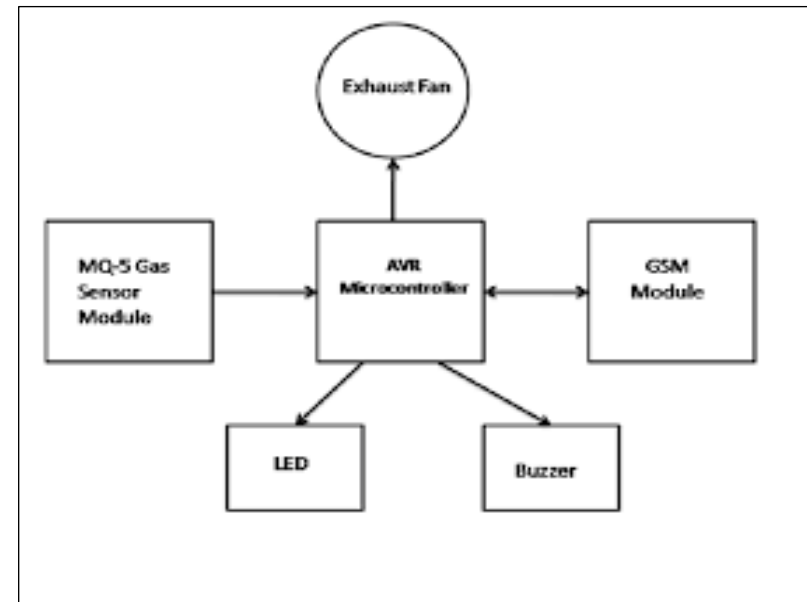 Exhaust Fan
MQ-5 Gas
Sensor
Module
AVR
Microcontroller
GSM
Module
LED
Buzzer